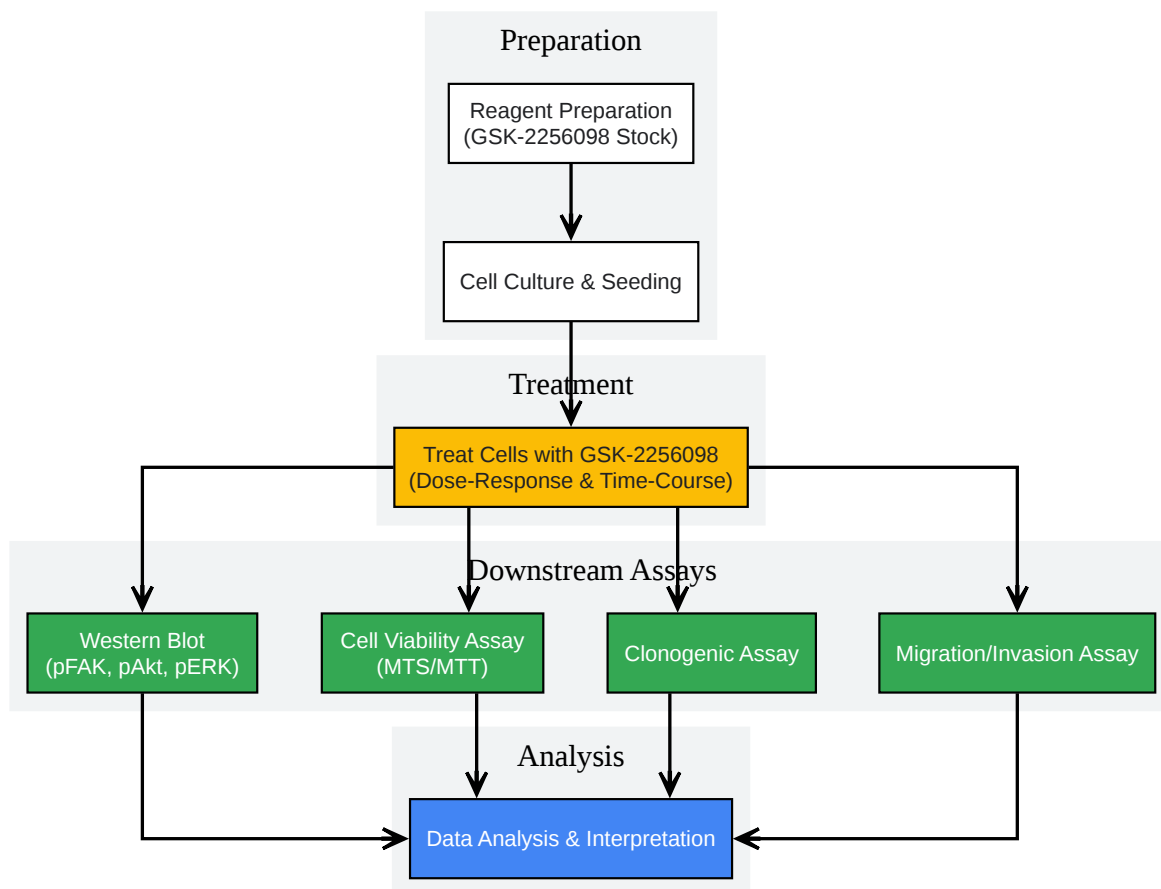 Preparation
Reagent Preparation
(GSK-2256098 Stock)
Cell Culture & Seeding
Treatment
Treat Cells with GSK-2256098
(Dose-Response & Time-Course)
Downstream Assays
Western Blot
(pFAK, pAkt, pERK)
Cell Viability Assay
(MTS/MTT)
Clonogenic Assay
Migration/Invasion Assay
Analysis
Data Analysis & Interpretation